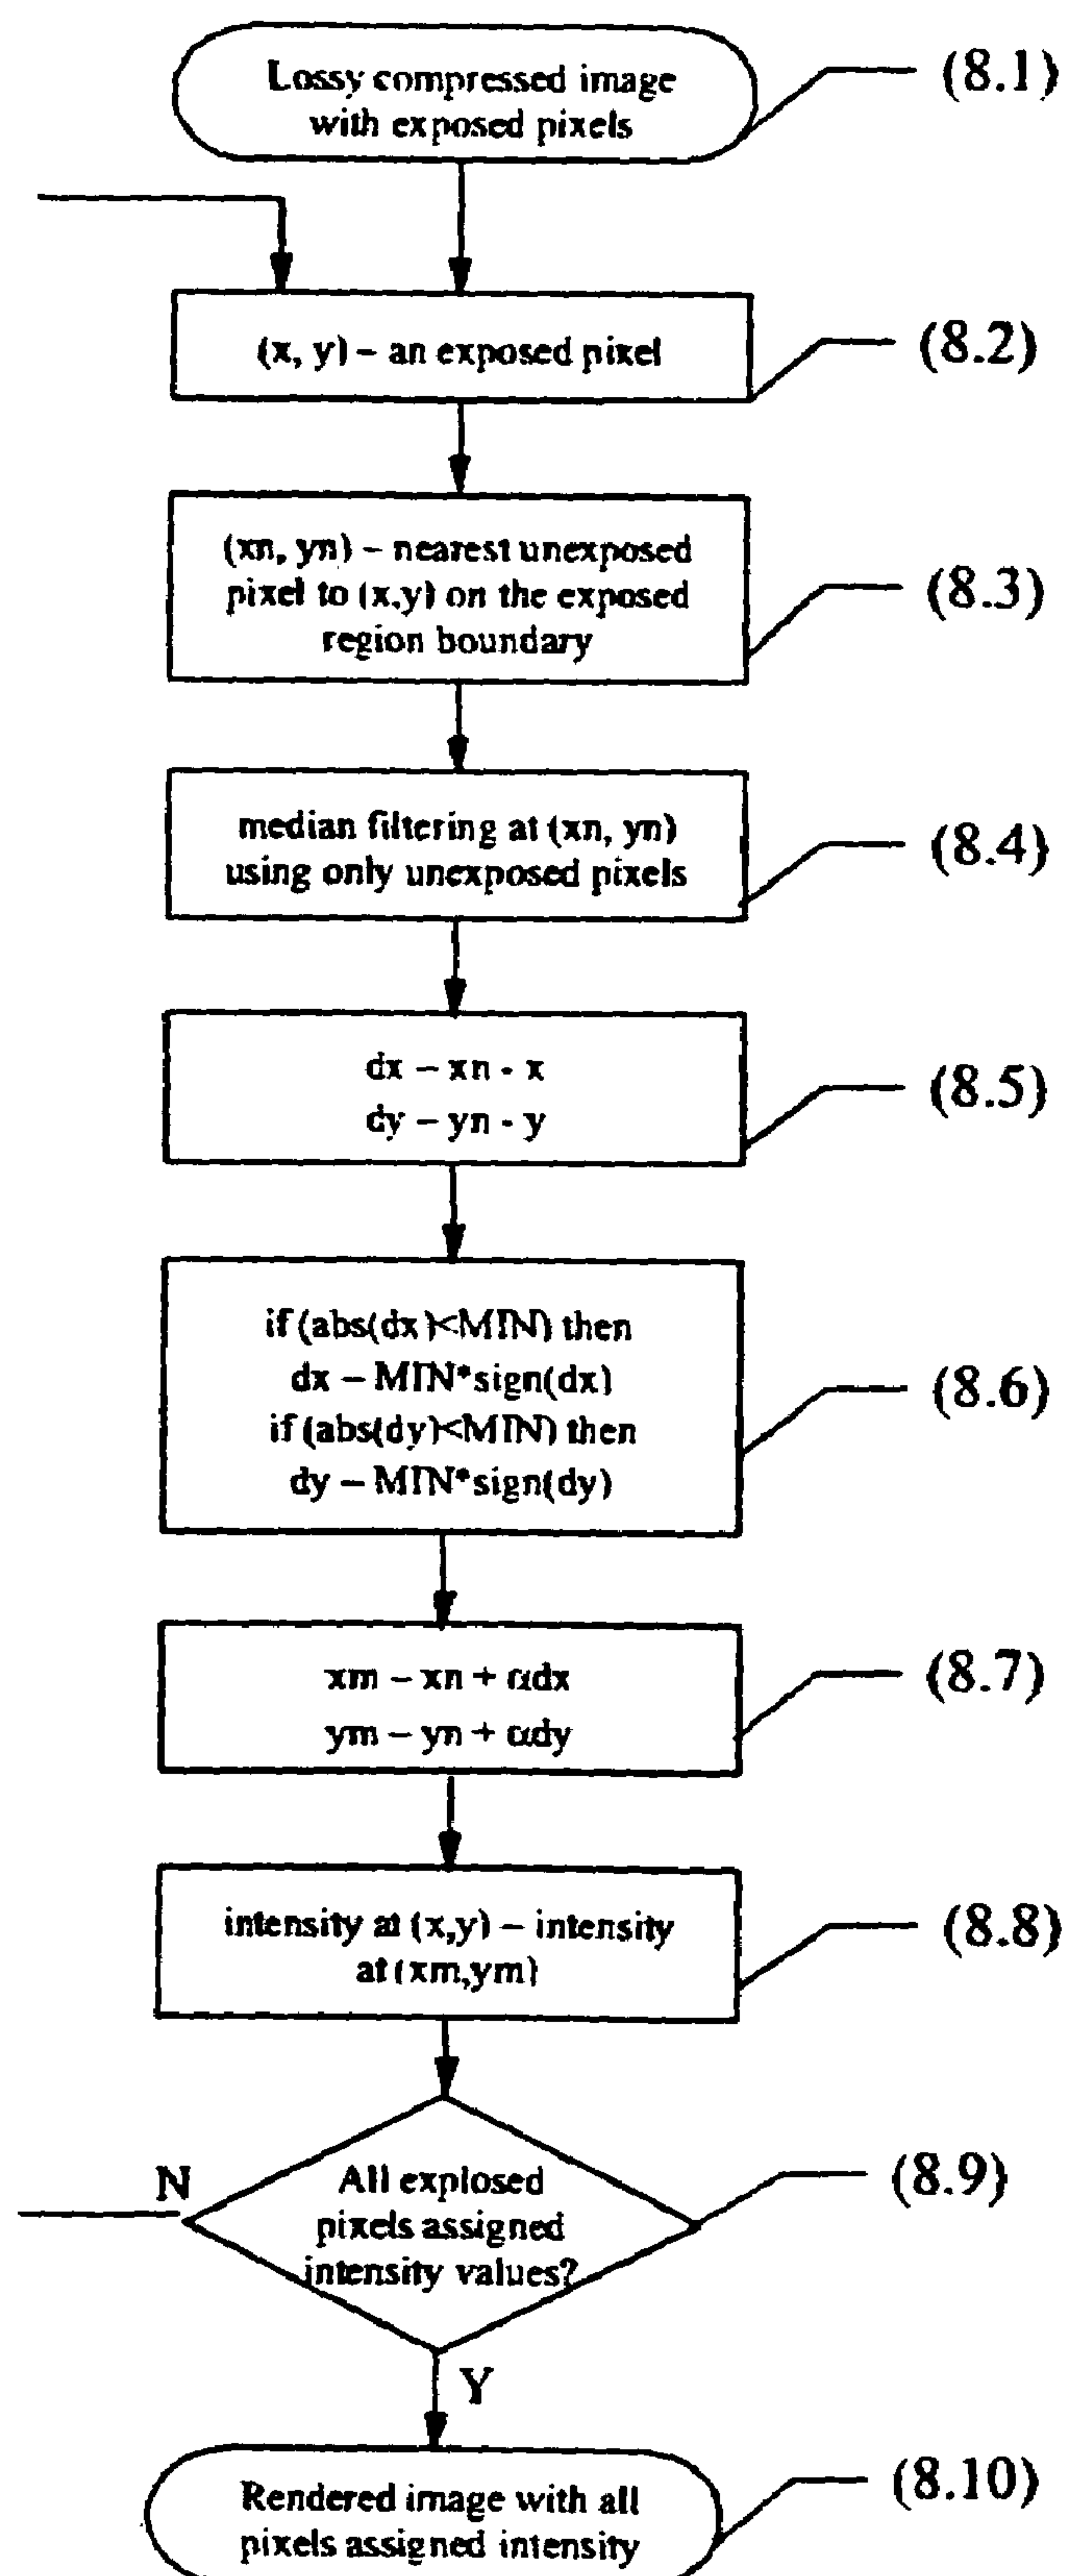 Lossy compressed image
with exposed pixels
(8.1)
(x, y) – an exposed pixel
(8.2)
(xn, yn) – nearest unexposed
pixel to (x,y) on the exposed
region boundary
(8.3)
median filtering at (xn, yn)
using only unexposed pixels
(8.4)
dx – xn - x
dy – yn - y
(8.5)
if (abs(dx)<MIN) then
dx – MIN*sign(dx)
if (abs(dy)<MIN) then
dy – MIN*sign(dy)
(8.6)
xm – xn + αdx
ym – yn + αdy
(8.7)
intensity at (x,y) – intensity
at (xm,ym)
(8.8)
N
All explosed
pixels assigned
intensity values?
(8.9)
Y
Rendered image with all
pixels assigned intensity
(8.10)